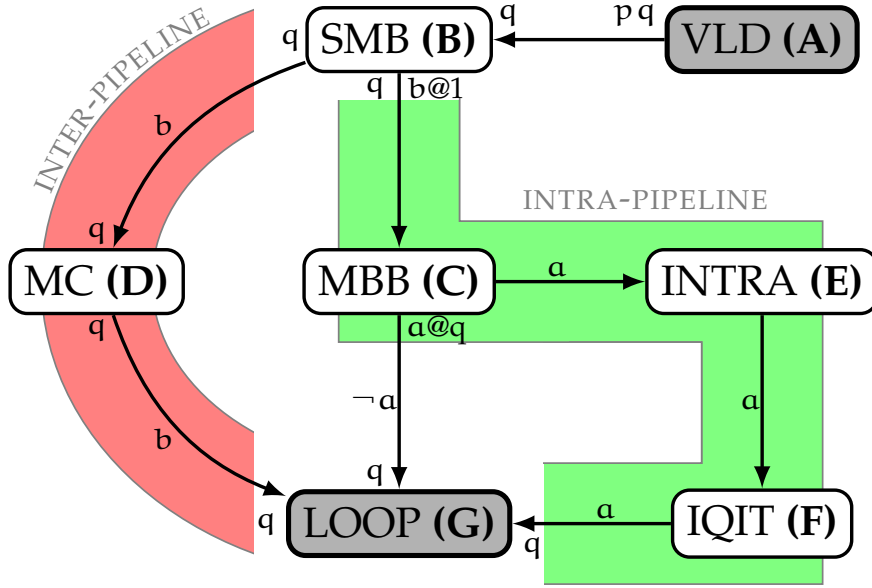 q
SMB (B)
q
p q
VLD (A)
q
b@1
INTER-PIPELINE
b
INTRA-PIPELINE
q
MC (D)
MBB (C)
a
INTRA (E)
q
a@q
¬ a
a
b
q
q
LOOP (G)
q
a
IQIT (F)